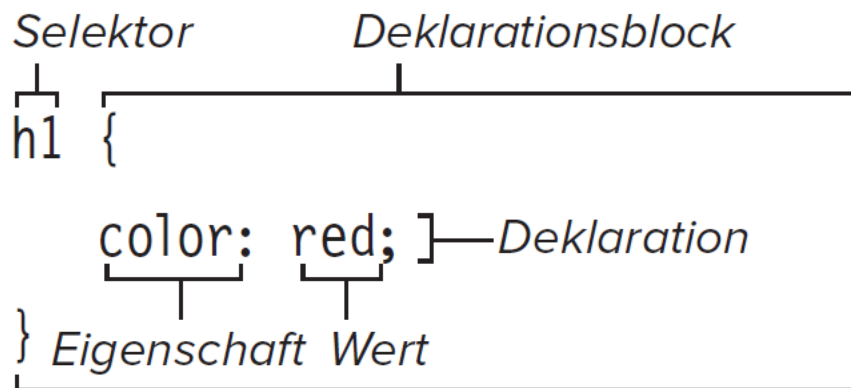 Selektor Deklarationsblock
h1 {
color: red; Deklaration
} Eigenschaft Wert